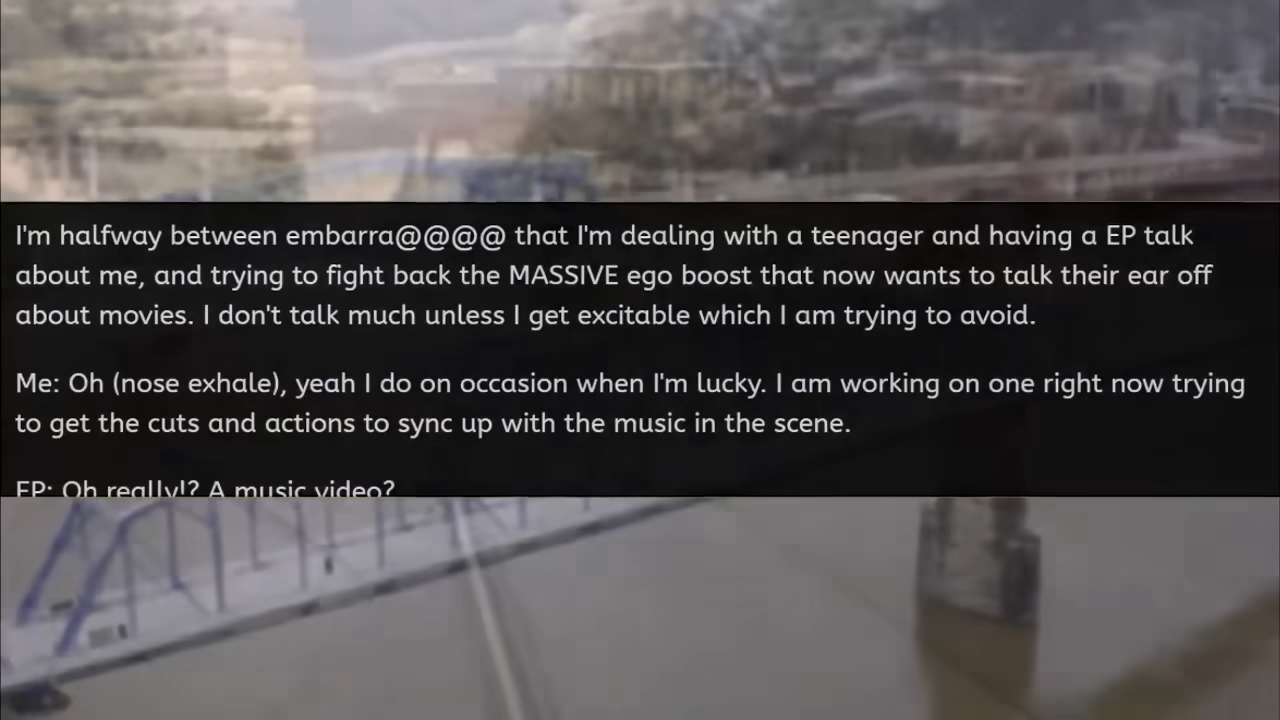 I'm halfway between embarra@@@@ that I'm dealing with a teenager and having a EP talk
about me, and trying to fight back the MASSIVE ego boost that now wants to talk their ear off
about movies. I don't talk much unless I get excitable which I am trying to avoid.
Me: Oh (nose exhale), yeah I do on occasion when I'm lucky. I am working on one right now trying
to get the cuts and actions to sync up with the music in the scene.
EP: Oh really!? A music video?